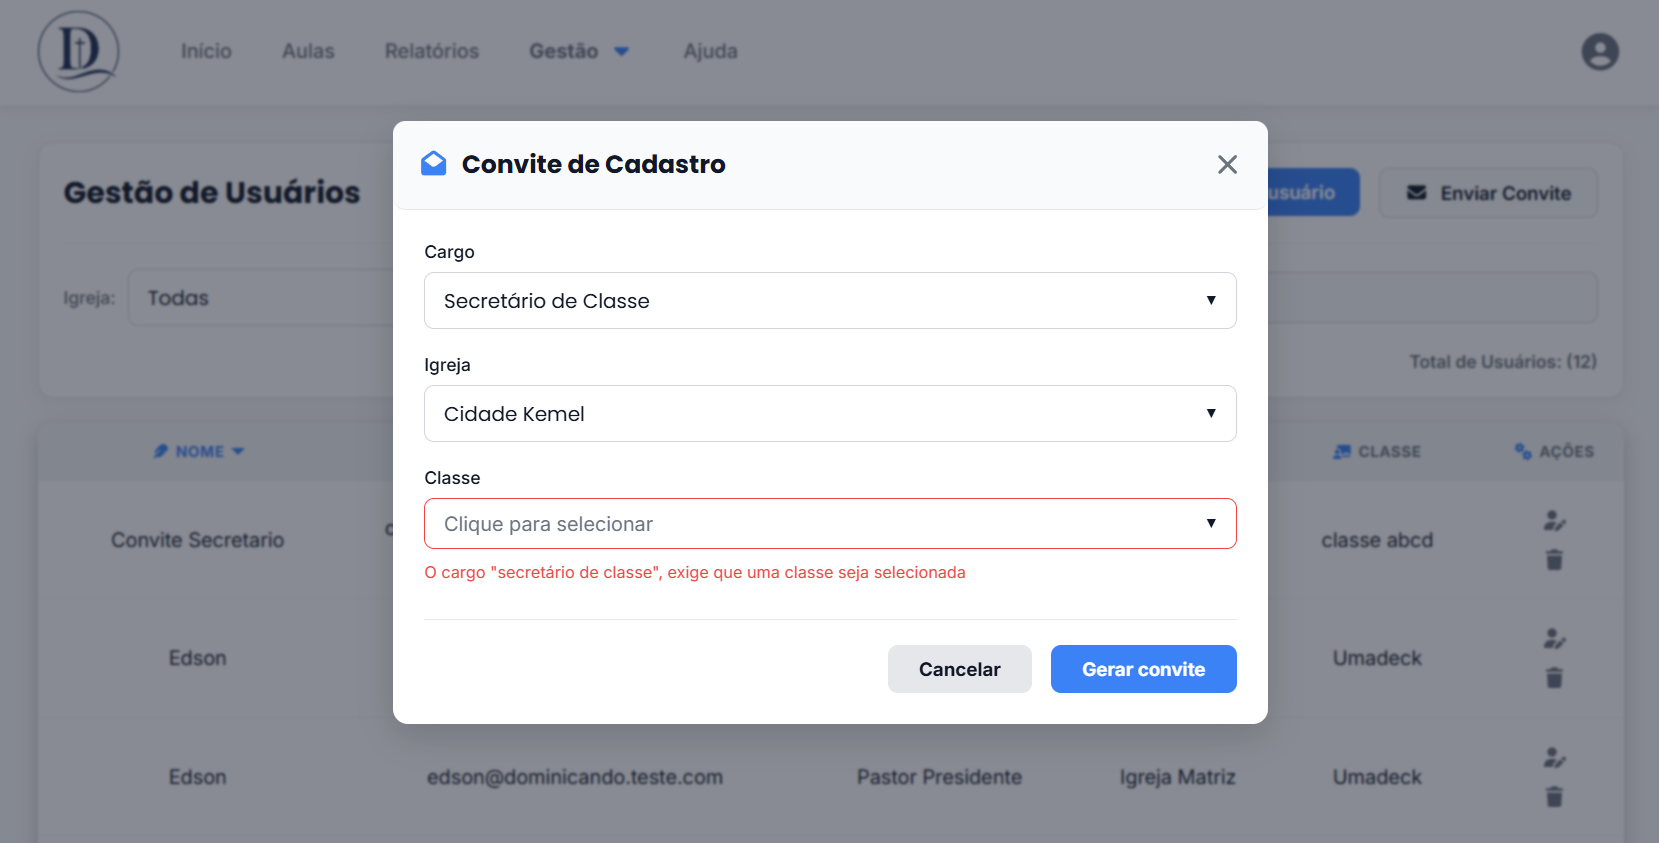 Início Aulas Relatórios Gestão Ajuda
Convite de Cadastro
Gestão de Usuários
usuário Enviar Convite
Cargo
Secretário de Classe
Igreja: Todas
Total de Usuários: (12)
Igreja
Cidade Kemel
NOME CLASSE AÇÕES
Classe
Clique para selecionar
O cargo "secretário de classe", exige que uma classe seja selecionada
Convite Secretario classe abcd
Cancelar Gerar convite
Edson Umadeck
Edson edson@dominicando.teste.com Pastor Presidente Igreja Matriz Umadeck